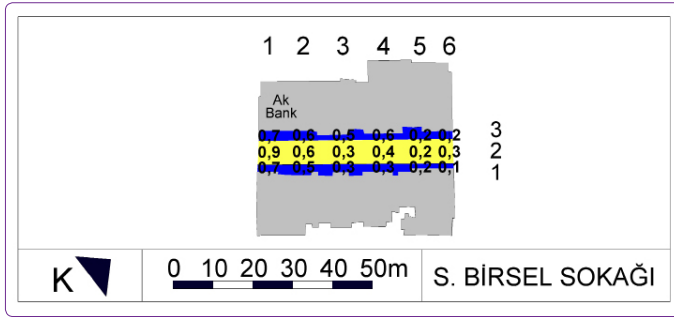 1 2 3 4 5 6
Ak
Bank
0,7 0,8 0,5 0,6 0,2 0,2 3
0,9 0,6 0,3 0,4 0,2 0,3 2
0,7 0,5 0,3 0,3 0,2 0,1 1
K 0 10 20 30 40 50m S. BİRSEL SOKAĞI